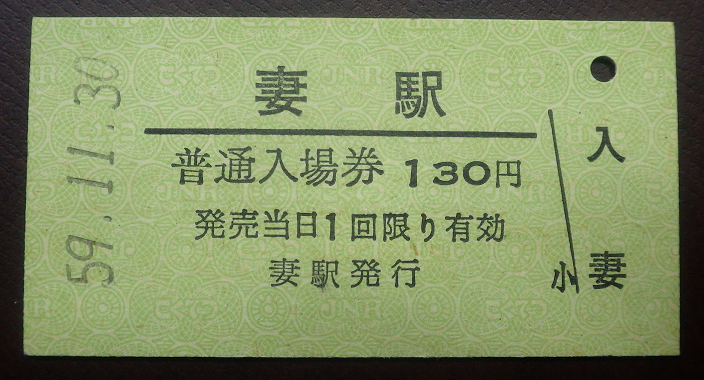 59.11.30
妻駅
普通入場券 130円
発売当日1回限り有効
妻駅発行
入
小
妻